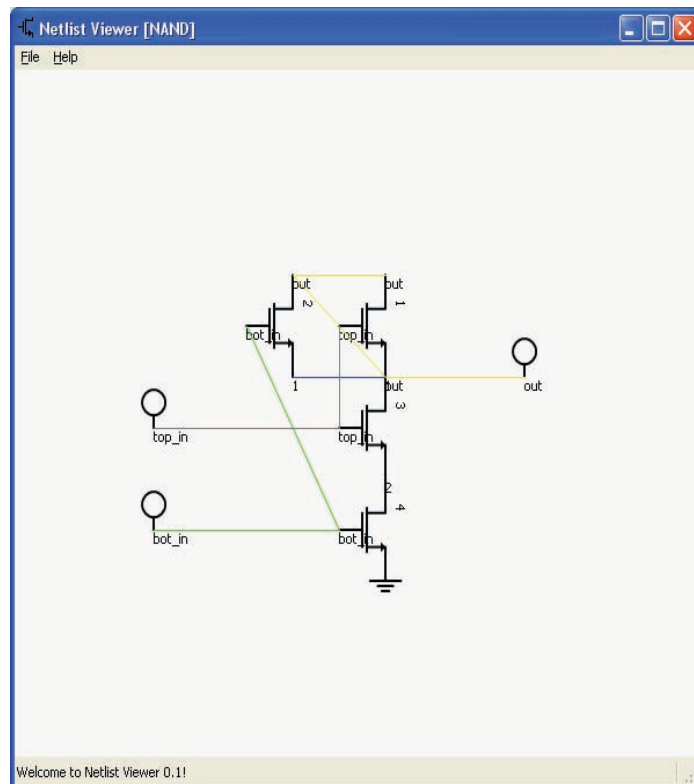 Netlist Viewer [NAND]
File Help
out out
2 1
bot_in top_in
1 out out
3
top_in top_in
2
4
bot_in bot_in
Welcome to Netlist Viewer 0.1!